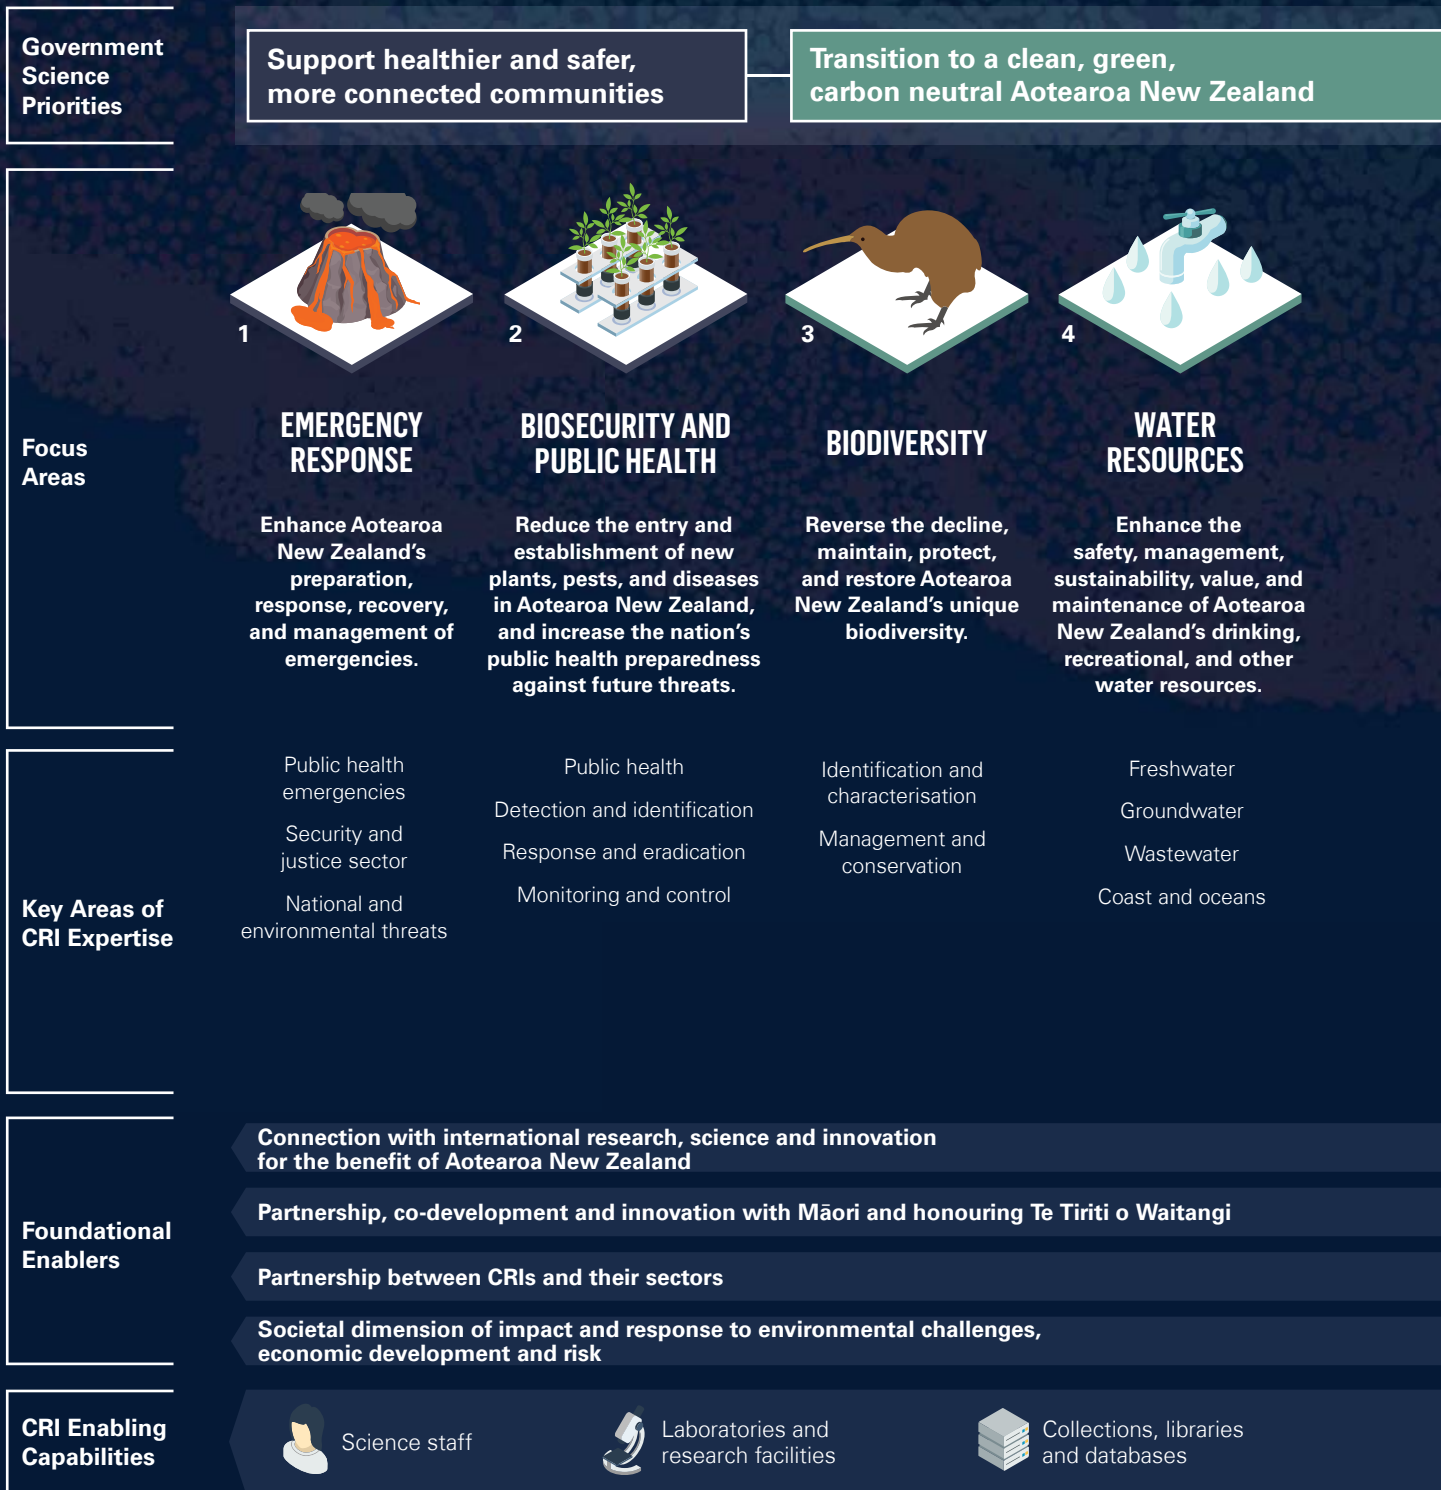 Government
Science
Priorities
Support healthier and safer,
more connected communities
Transition to a clean, green,
carbon neutral Aotearoa New Zealand
Focus
Areas
1
EMERGENCY
RESPONSE
Enhance Aotearoa
New Zealand's
preparation,
response, recovery,
and management of
emergencies.
2
BIOSECURITY AND
PUBLIC HEALTH
Reduce the entry and
establishment of new
plants, pests, and diseases
in Aotearoa New Zealand,
and increase the nation's
public health preparedness
against future threats.
3
BIODIVERSITY
Reverse the decline,
maintain, protect,
and restore Aotearoa
New Zealand's unique
biodiversity.
4
WATER
RESOURCES
Enhance the
safety, management,
sustainability, value, and
maintenance of Aotearoa
New Zealand's drinking,
recreational, and other
water resources.
Key Areas of
CRI Expertise
Public health
emergencies
Security and
justice sector
National and
environmental threats
Public health
Detection and identification
Response and eradication
Monitoring and control
Identification and
characterisation
Management and
conservation
Freshwater
Groundwater
Wastewater
Coast and oceans
Foundational
Enablers
Connection with international research, science and innovation
for the benefit of Aotearoa New Zealand
Partnership, co-development and innovation with Māori and honouring Te Tiriti o Waitangi
Partnership between CRIs and their sectors
Societal dimension of impact and response to environmental challenges,
economic development and risk
CRI Enabling
Capabilities
Science staff
Laboratories and
research facilities
Collections, libraries
and databases